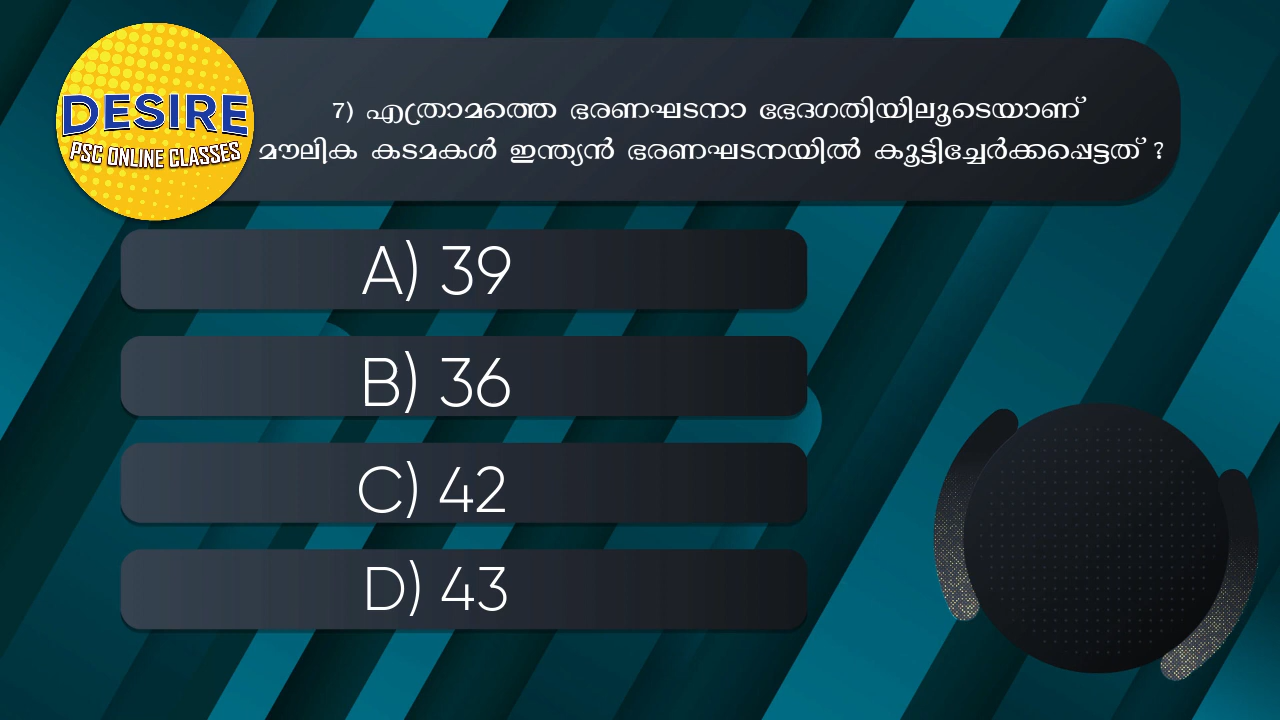 DESIRE
PSC ONLINE CLASSES
7) എത്രാമത്തെ ഭരണഘടനാ ഭേദഗതിയിലൂടെയാണ്
മൗലിക കടമകൾ ഇന്ത്യൻ ഭരണഘടനയിൽ കൂട്ടിച്ചേർക്കപ്പെട്ടത് ?
A) 39
B) 36
C) 42
D) 43